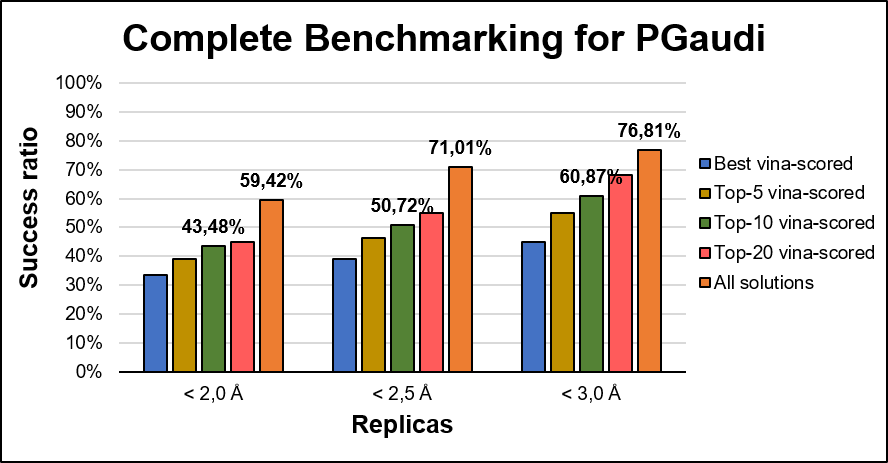 Complete Benchmarking for PGaudi
Success ratio
100%
90%
80%
70%
60%
50%
40%
30%
20%
10%
0%
43,48%
59,42%
50,72%
71,01%
60,87%
76,81%
< 2,0 Å
< 2,5 Å
< 3,0 Å
Replicas
Best vina-scored
Top-5 vina-scored
Top-10 vina-scored
Top-20 vina-scored
All solutions